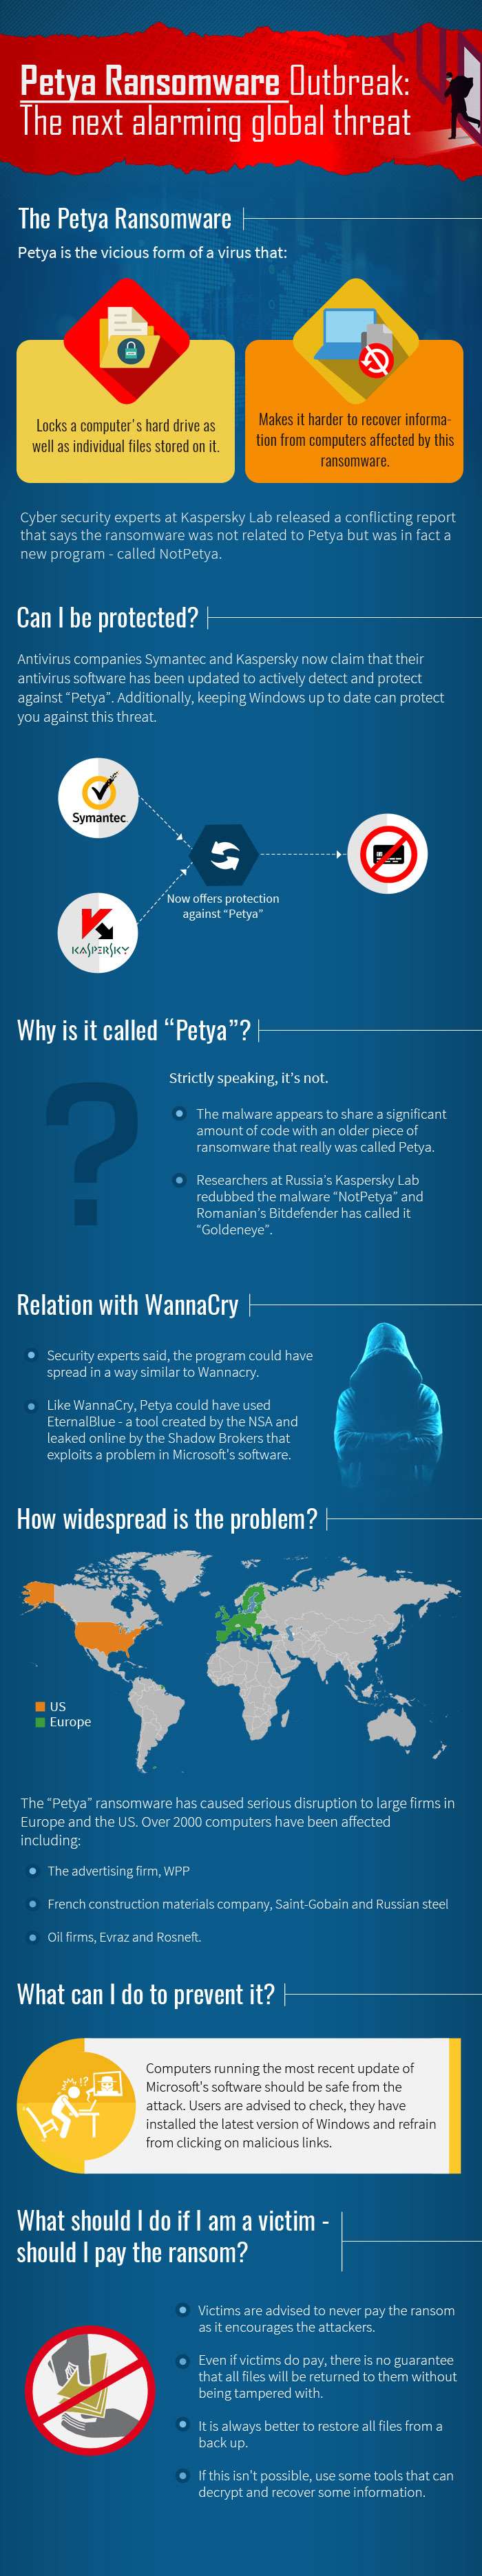 Petya Ransomware Outbreak:
The next alarming global threat
The Petya Ransomware
Petya is the vicious form of a virus that:
Locks a computer's hard drive as
well as individual files stored on it.
Makes it harder to recover informa-
tion from computers affected by this
ransomware.
Cyber security experts at Kaspersky Lab released a conflicting report
that says the ransomware was not related to Petya but was in fact a
new program - called NotPetya.
Can I be protected?
Antivirus companies Symantec and Kaspersky now claim that their
antivirus software has been updated to actively detect and protect
against “Petya”. Additionally, keeping Windows up to date can protect
you against this threat.
Symantec.
KASPERSKY
Now offers protection
against “Petya”
Why is it called “Petya”?
?
Strictly speaking, it’s not.
The malware appears to share a significant
amount of code with an older piece of
ransomware that really was called Petya.
Researchers at Russia’s Kaspersky Lab
redubbed the malware “NotPetya” and
Romanian’s Bitdefender has called it
“Goldeneye”.
Relation with WannaCry
Security experts said, the program could have
spread in a way similar to Wannacry.
Like WannaCry, Petya could have used
EternalBlue - a tool created by the NSA and
leaked online by the Shadow Brokers that
exploits a problem in Microsoft's software.
How widespread is the problem?
US
Europe
The “Petya” ransomware has caused serious disruption to large firms in
Europe and the US. Over 2000 computers have been affected
including:
The advertising firm, WPP
French construction materials company, Saint-Gobain and Russian steel
Oil firms, Evraz and Rosneft.
What can I do to prevent it?
!?
Computers running the most recent update of
Microsoft's software should be safe from the
attack. Users are advised to check, they have
installed the latest version of Windows and refrain
from clicking on malicious links.
What should I do if I am a victim -
should I pay the ransom?
Victims are advised to never pay the ransom
as it encourages the attackers.
Even if victims do pay, there is no guarantee
that all files will be returned to them without
being tampered with.
It is always better to restore all files from a
back up.
If this isn't possible, use some tools that can
decrypt and recover some information.